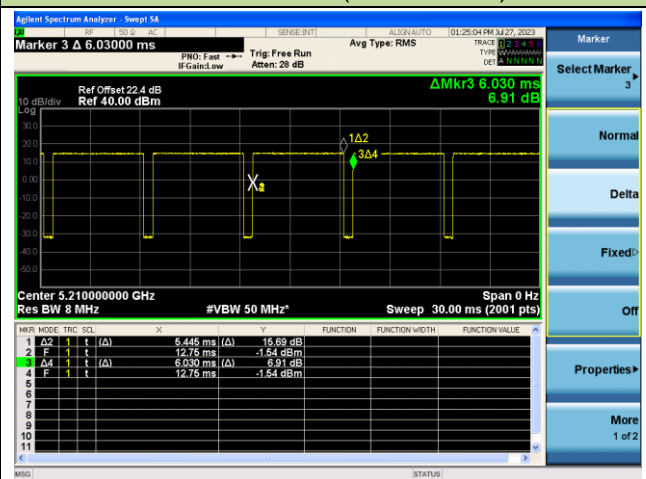 Agilent Spectrum Analyzer - Swept SA
RF 50 Ω AC SENSE:INT ALIGN AUTO 01:25:04 PM Jul 27, 2023
Marker 3 Δ 6.03000 ms
PNO: Fast Trig: Free Run Avg Type: RMS TRACE 1 2 3 4 5 6
TYPE
IFGain:Low Atten: 28 dB DET A N N N N N
Marker
Select Marker
3
Normal
Delta
Fixed
Off
Properties
More
1 of 2
Ref Offset 22.4 dB
10 dB/div Ref 40.00 dBm
Log
ΔMkr3 6.030 ms
6.91 dB
30.0
20.0
10.0
0.00
-10.0
-20.0
-30.0
-40.0
-50.0
1Δ2
3Δ4
X
Center 5.210000000 GHz Span 0 Hz
Res BW 8 MHz #VBW 50 MHz* Sweep 30.00 ms (2001 pts)
MKR MODE TRC SCL X Y FUNCTION FUNCTION WIDTH FUNCTION VALUE
1 Δ2 1 t (Δ) 5.445 ms (Δ) 15.69 dB
2 F 1 t 12.75 ms -1.54 dBm
3 Δ4 1 t (Δ) 6.030 ms (Δ) 6.91 dB
4 F 1 t 12.75 ms -1.54 dBm
5
6
7
8
9
10
11
MSG STATUS